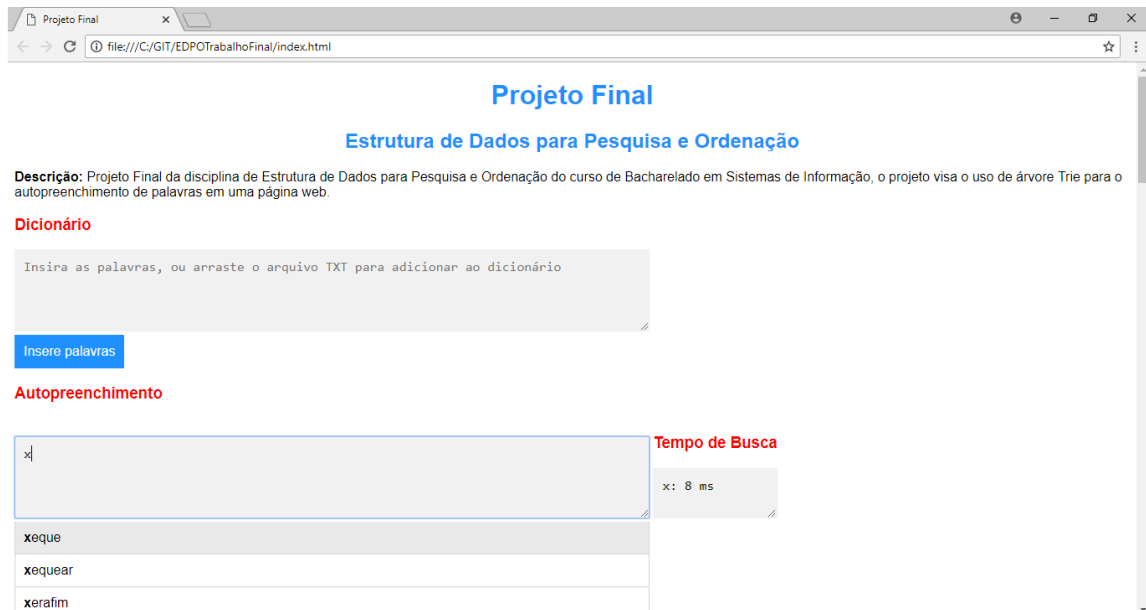 Projeto Final
file:///C:/GIT/EDPOTrabalhoFinal/index.html
Projeto Final
Estrutura de Dados para Pesquisa e Ordenação
Descrição: Projeto Final da disciplina de Estrutura de Dados para Pesquisa e Ordenação do curso de Bacharelado em Sistemas de Informação, o projeto visa o uso de árvore Trie para o
autopreenchimento de palavras em uma página web.
Dicionário
Insira as palavras, ou arraste o arquivo TXT para adicionar ao dicionário
Insere palavras
Autopreenchimento
x
Tempo de Busca
x: 8 ms
xeque
xequear
xerafim